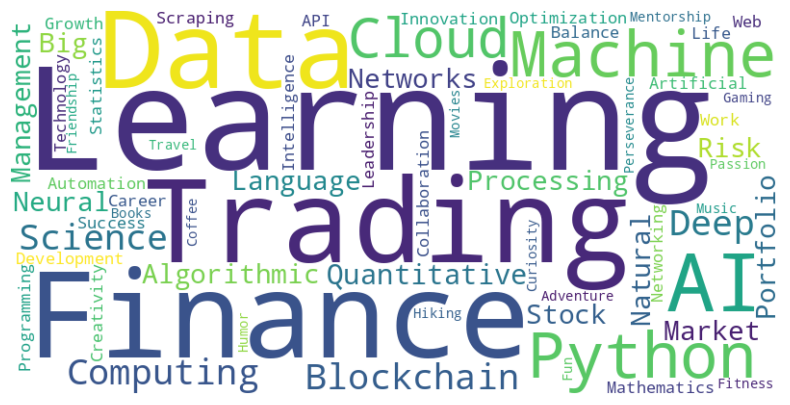 Growth
Scraping
API
Innovation
Optimization
Mentorship
Web
Big
Data
Cloud
Machine
Balance
Life
Management
Technology
Friendship
Statistics
Learning
Intelligence
Networks
Leadership
Movies
Exploration
Artificial
Gaming
Perseverance
Work
Risk
Passion
Travel
Automation
Language
Processing
Neural
Career
Books
Success
Science
Coffee
Trading
Collaboration
Curiosity
Natural
Networking
Music
Deep
Portfolio
Development
Programming
Creativity
Algorithmic
Quantitative
Adventure
AI
Finance
Hiking
Stock
Market
Humor
Python
Fun
Computing
Blockchain
Mathematics
Fitness